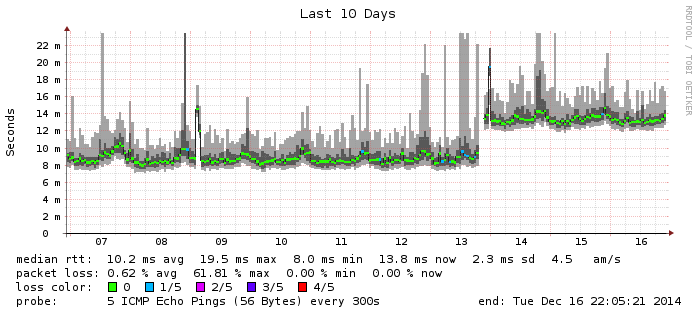 Last 10 Days
RRDTOOL / TOBI OETIKER
Seconds
22 m
20 m
18 m
16 m
14 m
12 m
10 m
8 m
6 m
4 m
2 m
0
07 08 09 10 11 12 13 14 15 16
median rtt: 10.2 ms avg 19.5 ms max 8.0 ms min 13.8 ms now 2.3 ms sd 4.5 am/s
packet loss: 0.62 % avg 61.81 % max 0.00 % min 0.00 % now
loss color: 0 1/5 2/5 3/5 4/5
probe: 5 ICMP Echo Pings (56 Bytes) every 300s end: Tue Dec 16 22:05:21 2014